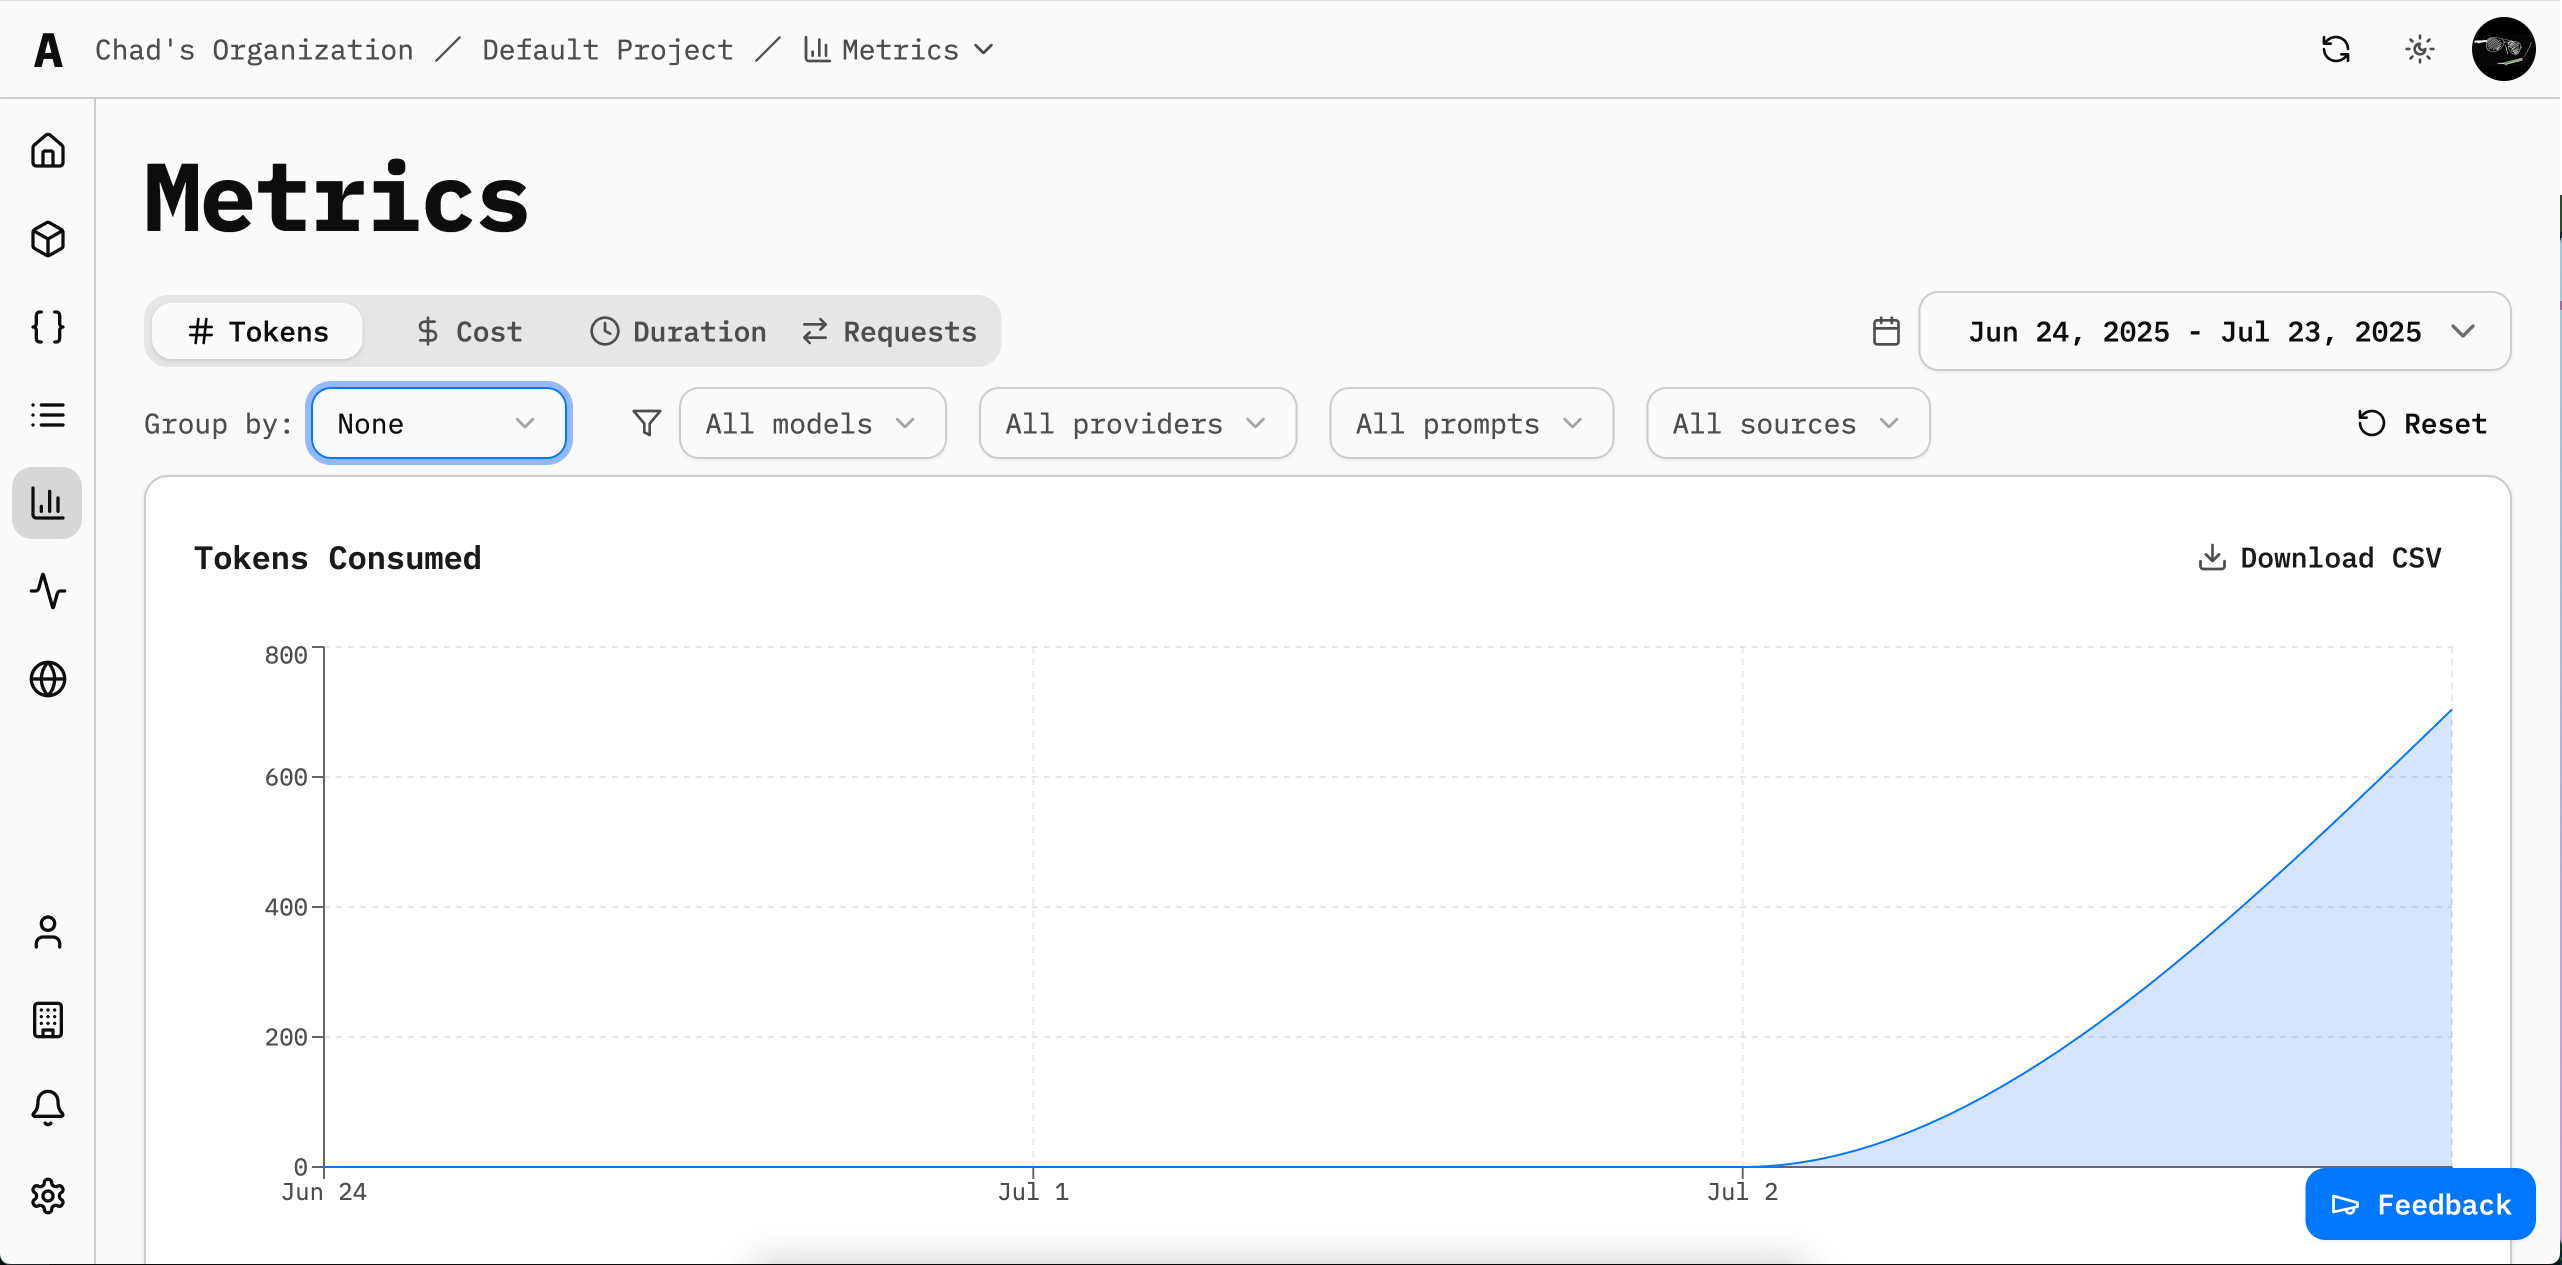 A Chad's Organization / Default Project / Metrics
Metrics
# Tokens $ Cost Duration Requests Jun 24, 2025 - Jul 23, 2025
Group by: None All models All providers All prompts All sources Reset
Tokens Consumed Download CSV
800
600
400
200
0
Jun 24 Jul 1 Jul 2
Feedback